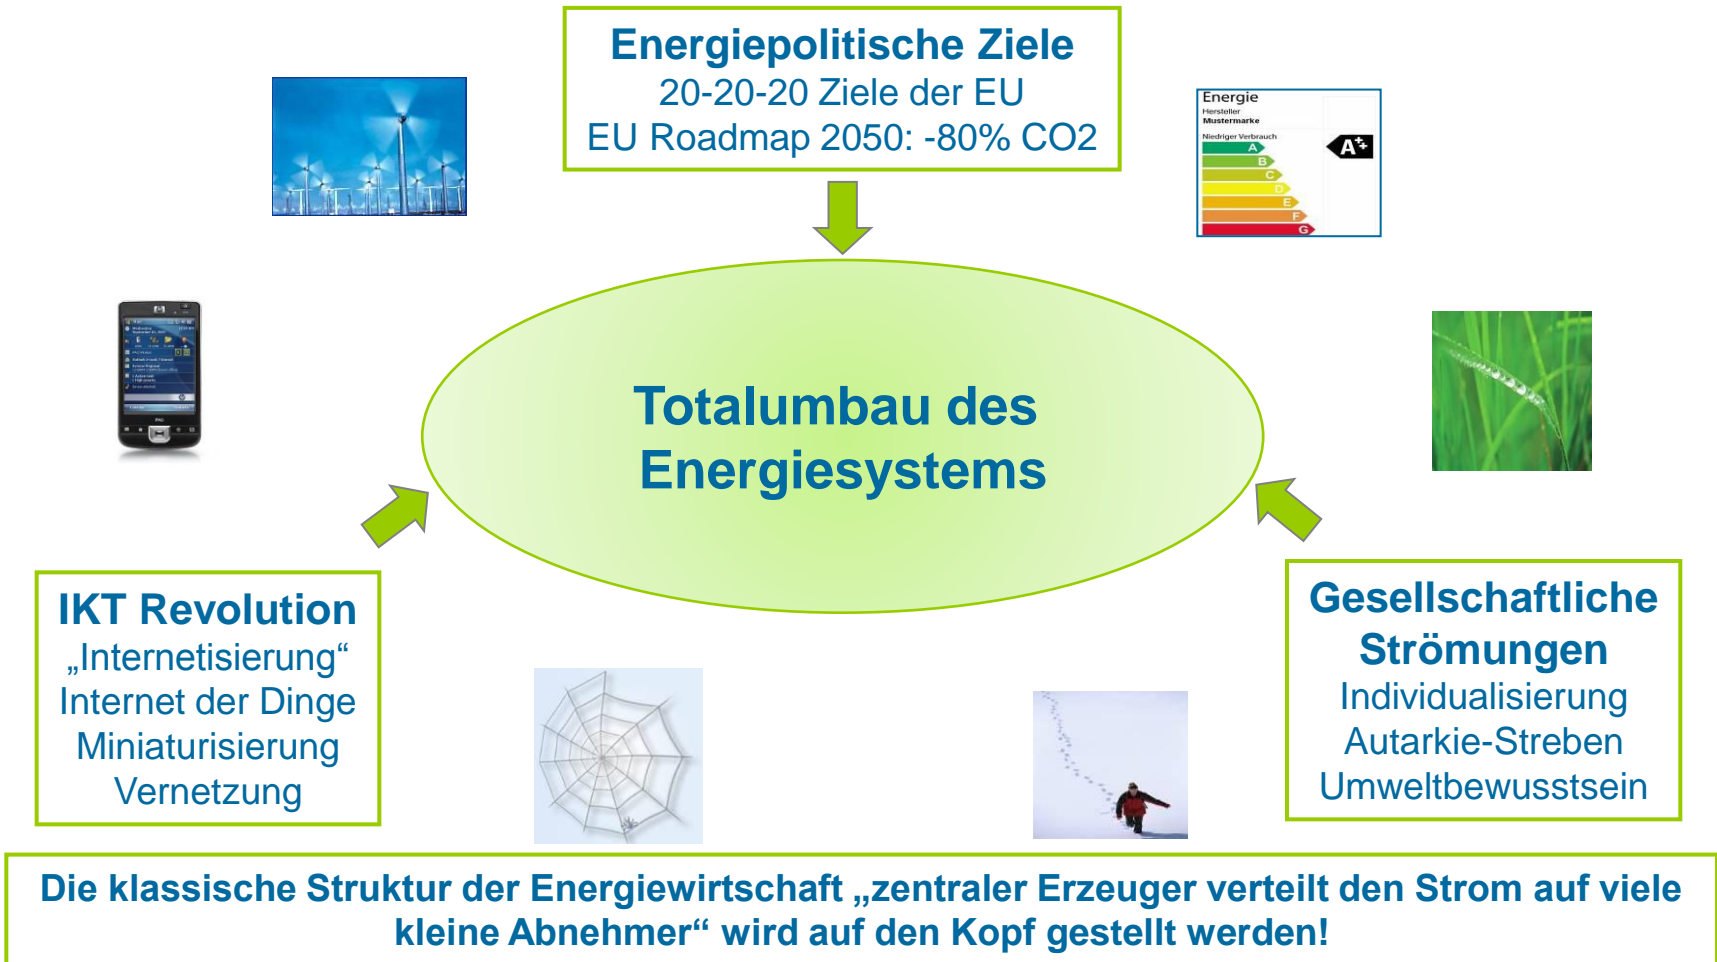 Energiepolitische Ziele
20-20-20 Ziele der EU
EU Roadmap 2050: -80% CO2
Energie
Hersteller
Mustermarke
Niedriger Verbrauch
A
A++
B
C
D
E
F
G
Totalumbau des
Energiesystems
IKT Revolution
„Internetisierung“
Internet der Dinge
Miniaturisierung
Vernetzung
Gesellschaftliche
Strömungen
Individualisierung
Autarkie-Streben
Umweltbewusstsein
Die klassische Struktur der Energiewirtschaft „zentraler Erzeuger verteilt den Strom auf viele
kleine Abnehmer“ wird auf den Kopf gestellt werden!